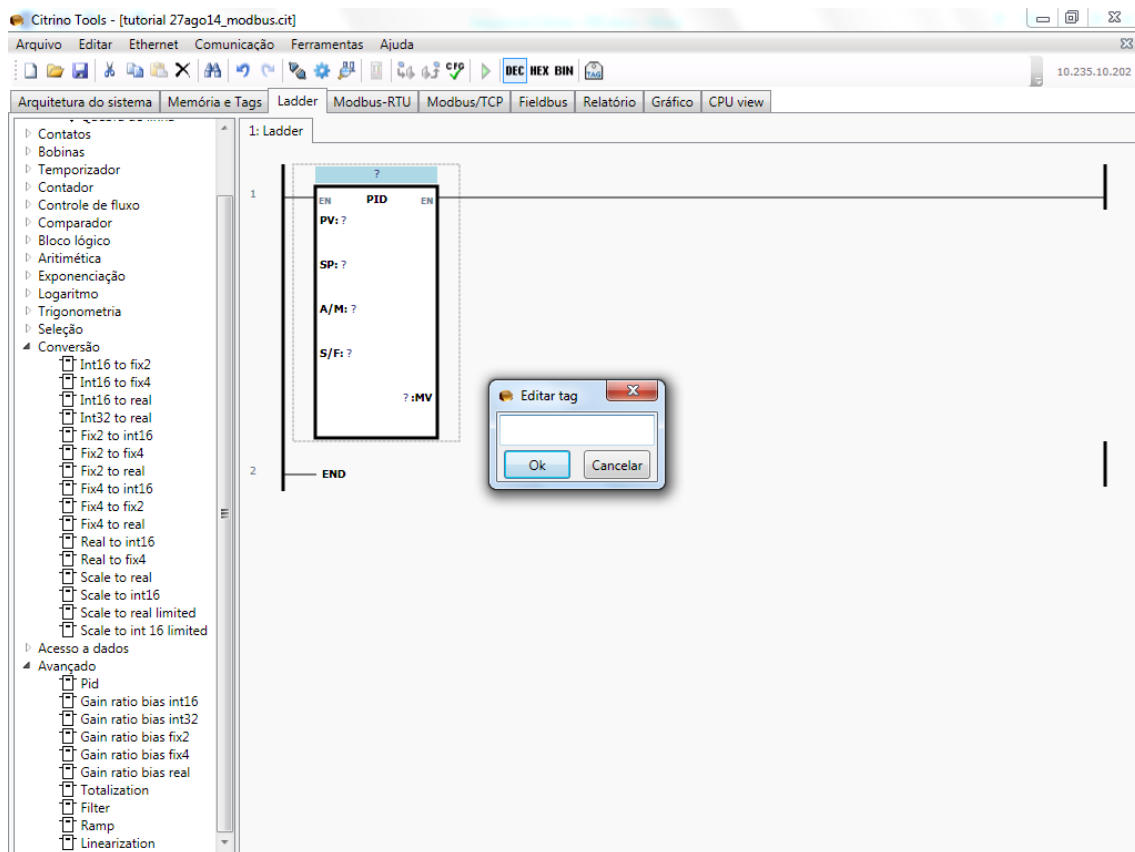 Citrino Tools - [tutorial 27ago14_modbus.cit]
Arquivo Editar Ethernet Comunicação Ferramentas Ajuda
CFG DEC HEX BIN TAG 10.235.10.202
Arquitetura do sistema Memória e Tags Ladder Modbus-RTU Modbus/TCP Fieldbus Relatório Gráfico CPU view
Contatos
Bobinas
Temporizador
Contador
Controle de fluxo
Comparador
Bloco lógico
Aritimética
Exponenciação
Logaritmo
Trigonometria
Seleção
Conversão
Int16 to fix2
Int16 to fix4
Int16 to real
Int32 to real
Fix2 to int16
Fix2 to fix4
Fix2 to real
Fix4 to int16
Fix4 to fix2
Fix4 to real
Real to int16
Real to fix4
Scale to real
Scale to int16
Scale to real limited
Scale to int 16 limited
Acesso a dados
Avançado
Pid
Gain ratio bias int16
Gain ratio bias int32
Gain ratio bias fix2
Gain ratio bias fix4
Gain ratio bias real
Totalization
Filter
Ramp
Linearization
1: Ladder
?
1
EN PID EN
PV: ?
SP: ?
A/M: ?
S/F: ?
? :MV
2 END
Editar tag
Ok Cancelar